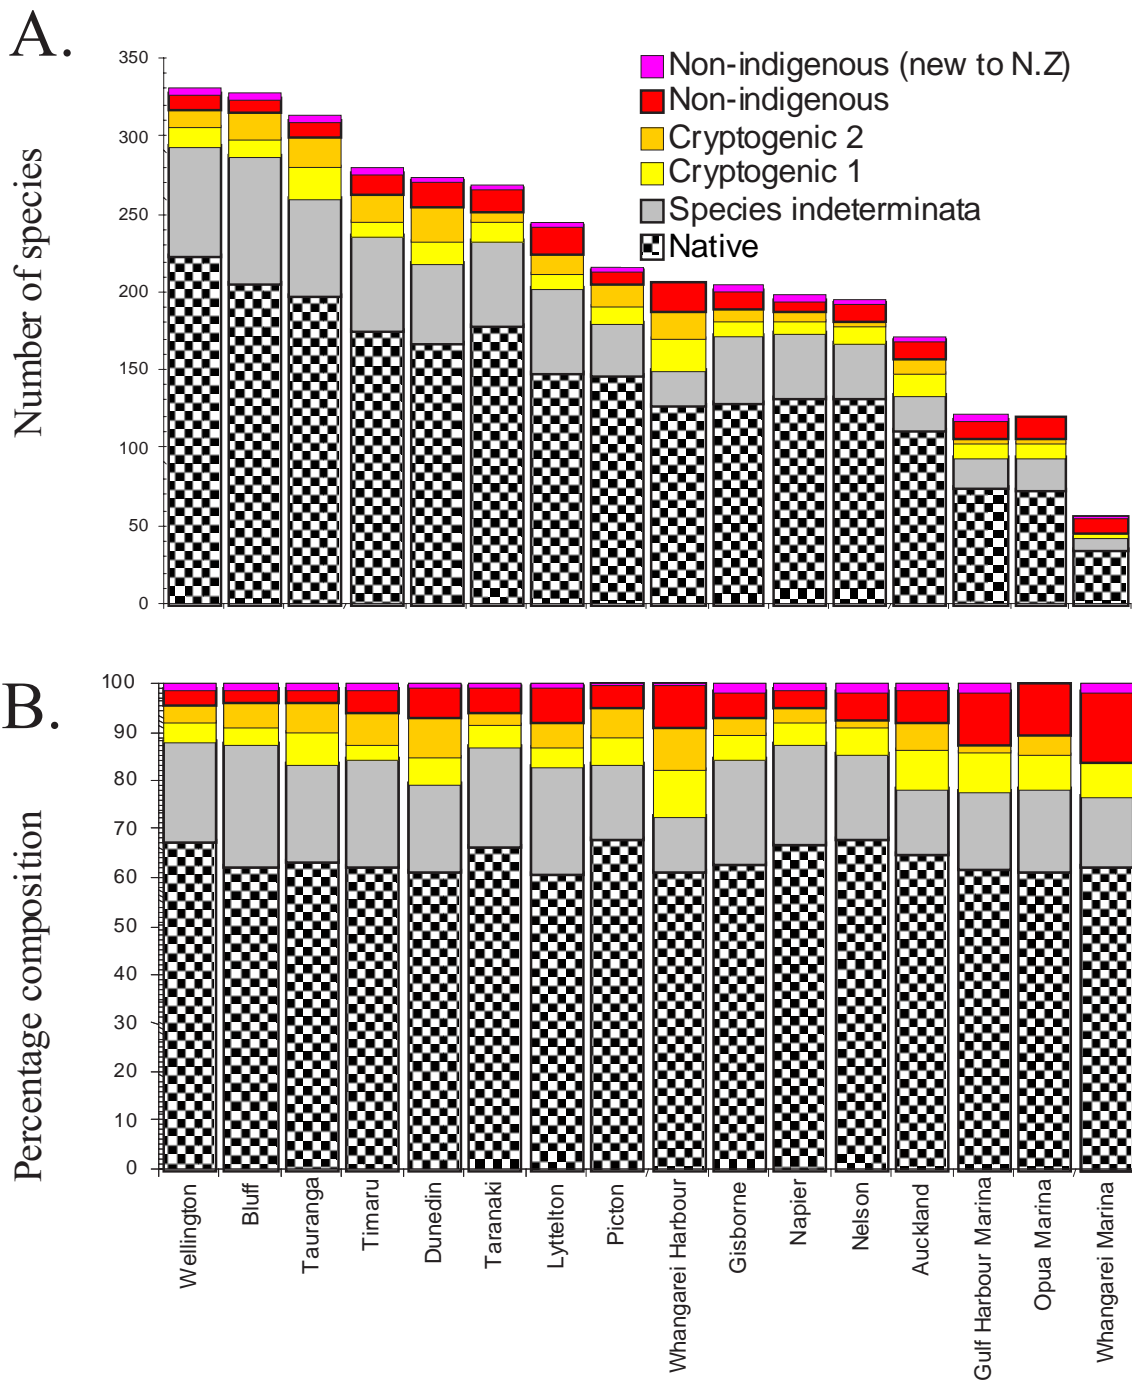 A.
Number of species
350
300
250
200
150
100
50
0
Non-indigenous (new to N.Z)
Non-indigenous
Cryptogenic 2
Cryptogenic 1
Species indeterminata
Native
B.
Percentage composition
100
90
80
70
60
50
40
30
20
10
0
Wellington
Bluff
Tauranga
Timaru
Dunedin
Taranaki
Lyttelton
Picton
Whangarei Harbour
Gisborne
Napier
Nelson
Auckland
Gulf Harbour Marina
Opua Marina
Whangarei Marina